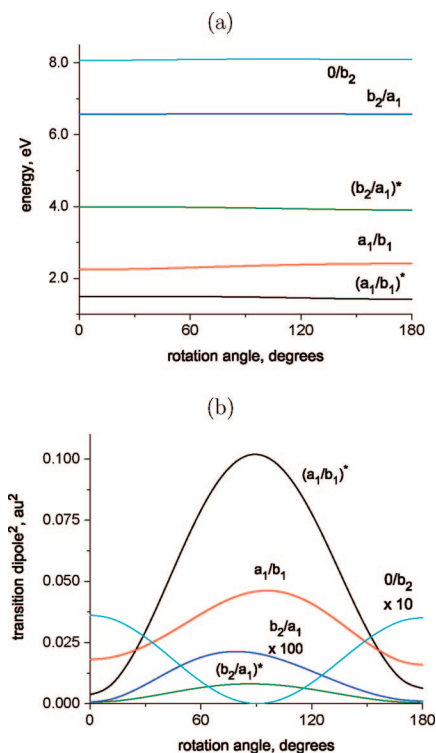 (a)
8.0
0/b₂
b₂/a₁
6.0
energy, eV
(b₂/a₁)*
4.0
a₁/b₁
2.0
(a₁/b₁)*
0 60 120 180
rotation angle, degrees
(b)
0.100
(a₁/b₁)*
transition dipole², au²
0.075
0.050
a₁/b₁
0/b₂
x 10
b₂/a₁
x 100
0.025
(b₂/a₁)*
0.000
0 60 120 180
rotation angle, degrees